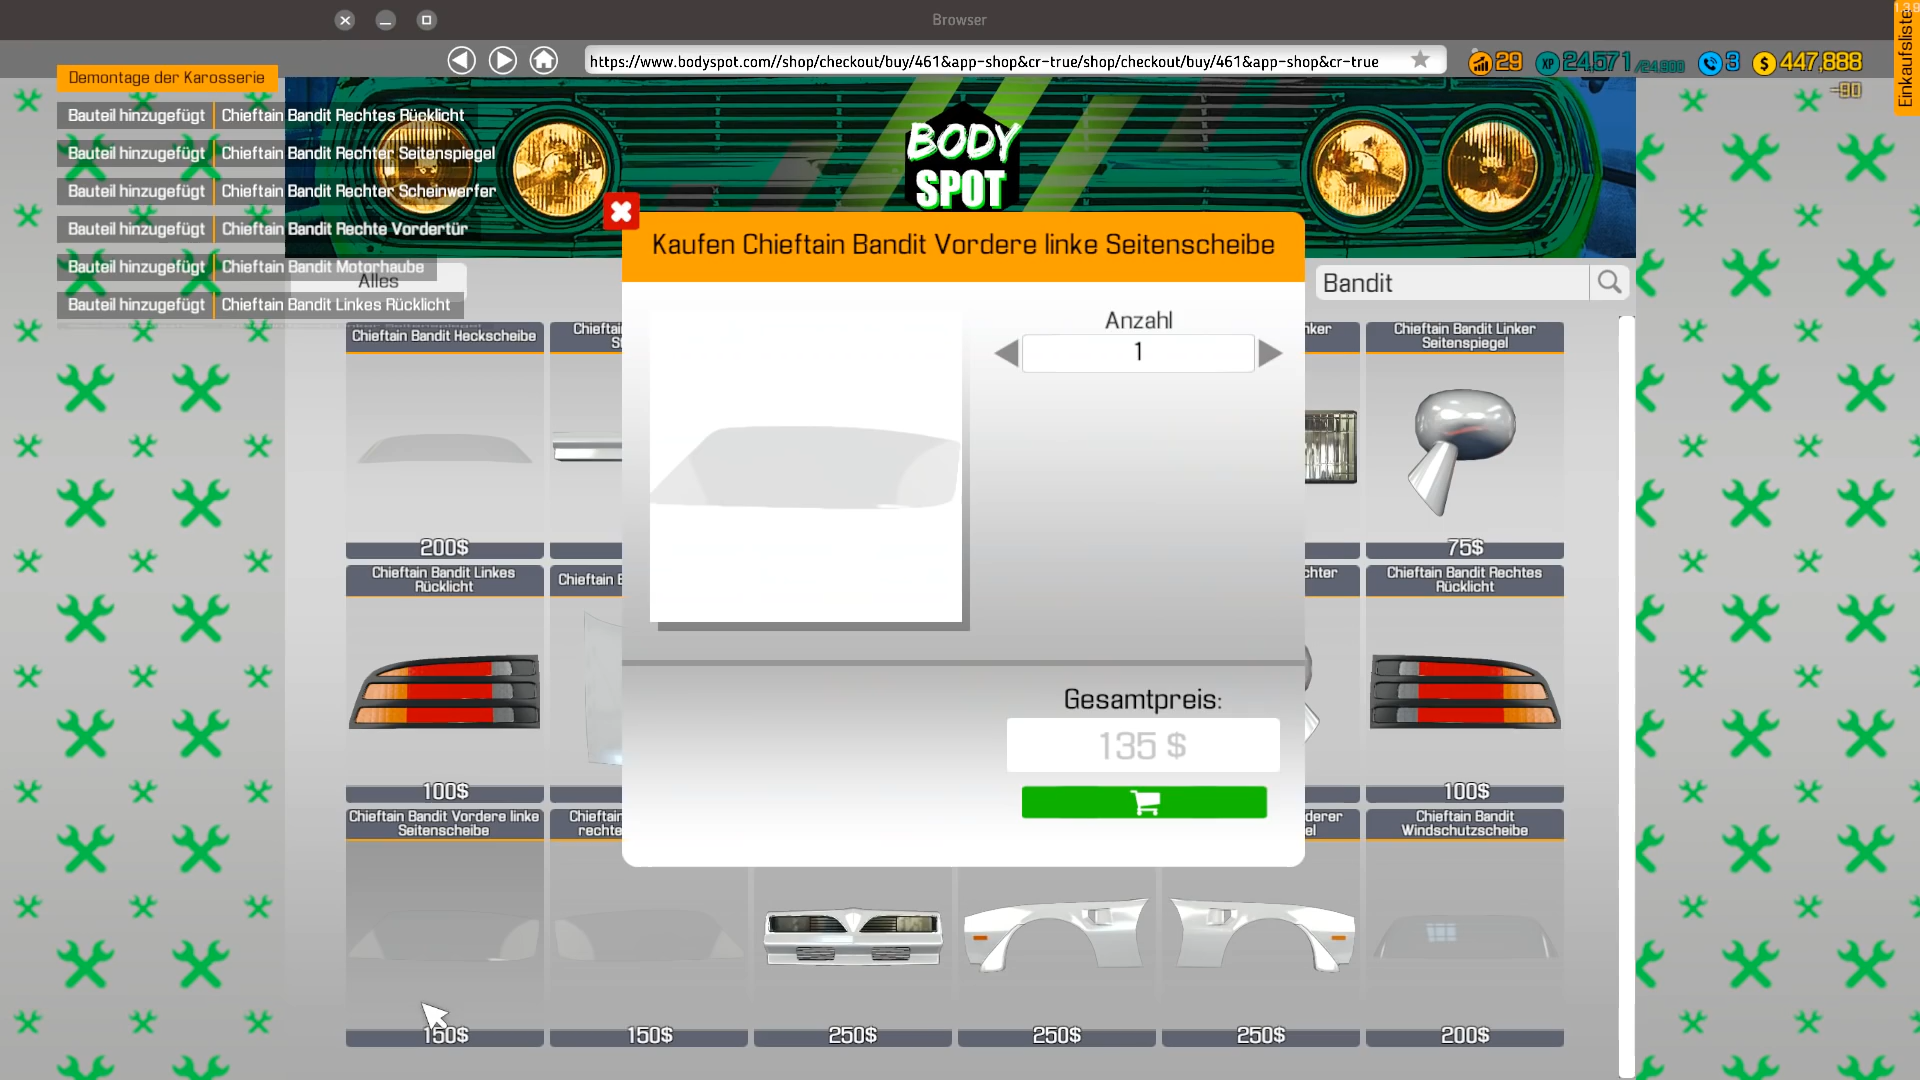 Browser
https://www.bodyspot.com//shop/checkout/buy/461&app-shop&cr-true/shop/checkout/buy/461&app-shop&cr-true
29
XP 24,571
3
$ 447,888
-90
Einkaufsliste
Demontage der Karosserie
Bauteil hinzugefügt Chieftain Bandit Rechtes Rücklicht
Bauteil hinzugefügt Chieftain Bandit Rechter Seitenspiegel
Bauteil hinzugefügt Chieftain Bandit Rechter Scheinwerfer
Bauteil hinzugefügt Chieftain Bandit Rechte Vordertür
Bauteil hinzugefügt Chieftain Bandit Motorhaube
Bauteil hinzugefügt Chieftain Bandit Linkes Rücklicht
BODY
SPOT
Alles
Bandit
Kaufen Chieftain Bandit Vordere linke Seitenscheibe
Anzahl
1
Gesamtpreis:
135 $
Chieftain Bandit Heckscheibe
200$
Chieftain Bandit Linker
Seitenspiegel
75$
Chieftain Bandit Linkes
Rücklicht
100$
Chieftain Bandit Rechtes
Rücklicht
100$
Chieftain Bandit Vordere linke
Seitenscheibe
150$
150$
250$
250$
250$
Chieftain Bandit
Windschutzscheibe
200$